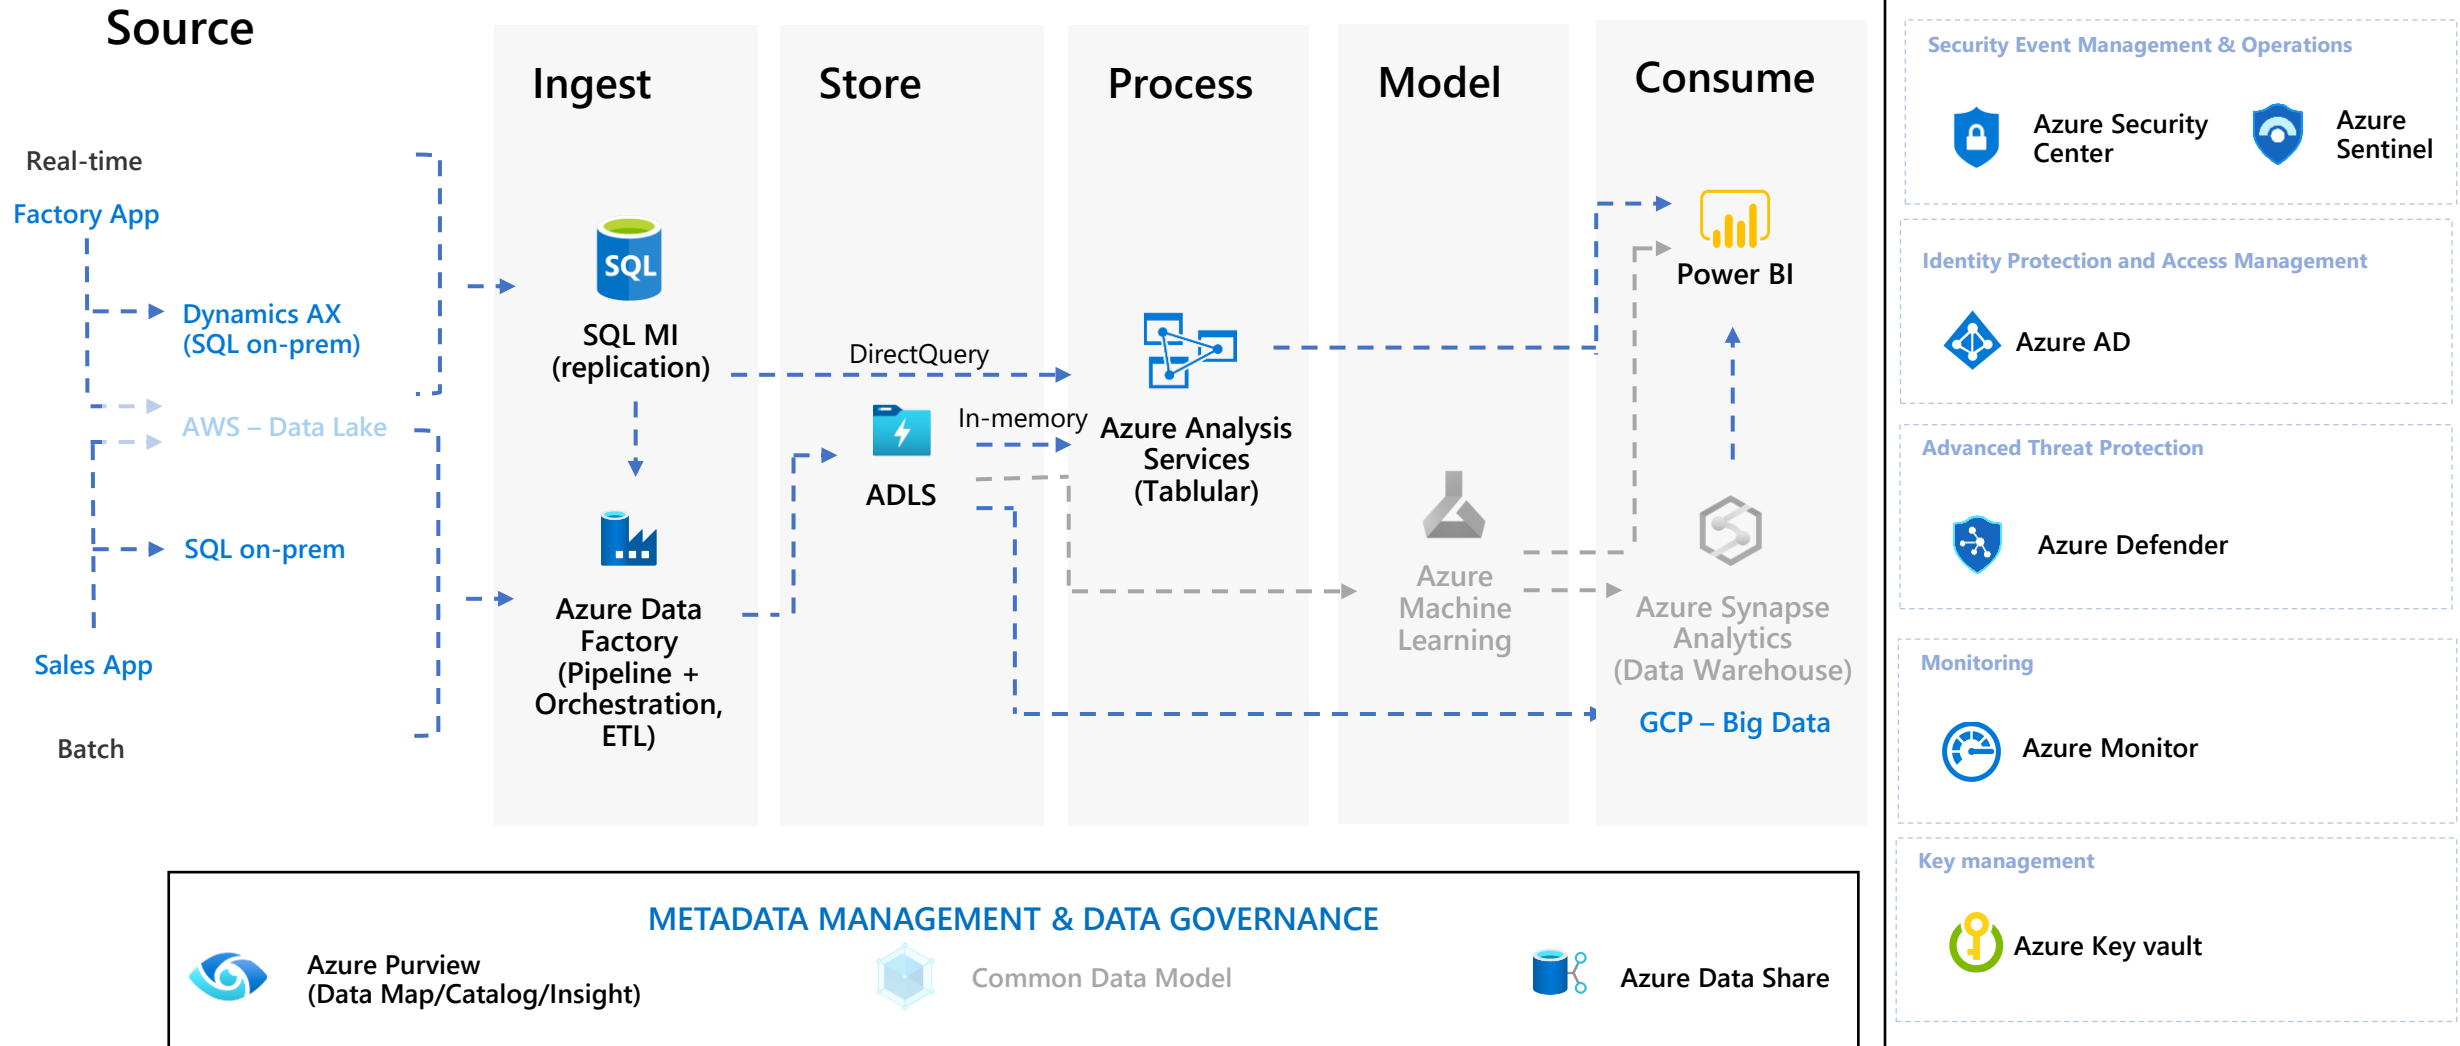 Source
Ingest
Store
Process
Model
Consume
Real-time
Factory App
Dynamics AX
(SQL on-prem)
AWS – Data Lake
SQL on-prem
Sales App
Batch
SQL
SQL MI
(replication)
Azure Data
Factory
(Pipeline +
Orchestration,
ETL)
DirectQuery
In-memory
ADLS
Azure Analysis
Services
(Tablular)
Azure
Machine
Learning
Power BI
Azure Synapse
Analytics
(Data Warehouse)
GCP – Big Data
METADATA MANAGEMENT & DATA GOVERNANCE
Azure Purview
(Data Map/Catalog/Insight)
Common Data Model
Azure Data Share
Security Event Management & Operations
Azure Security
Center
Azure
Sentinel
Identity Protection and Access Management
Azure AD
Advanced Threat Protection
Azure Defender
Monitoring
Azure Monitor
Key management
Azure Key vault